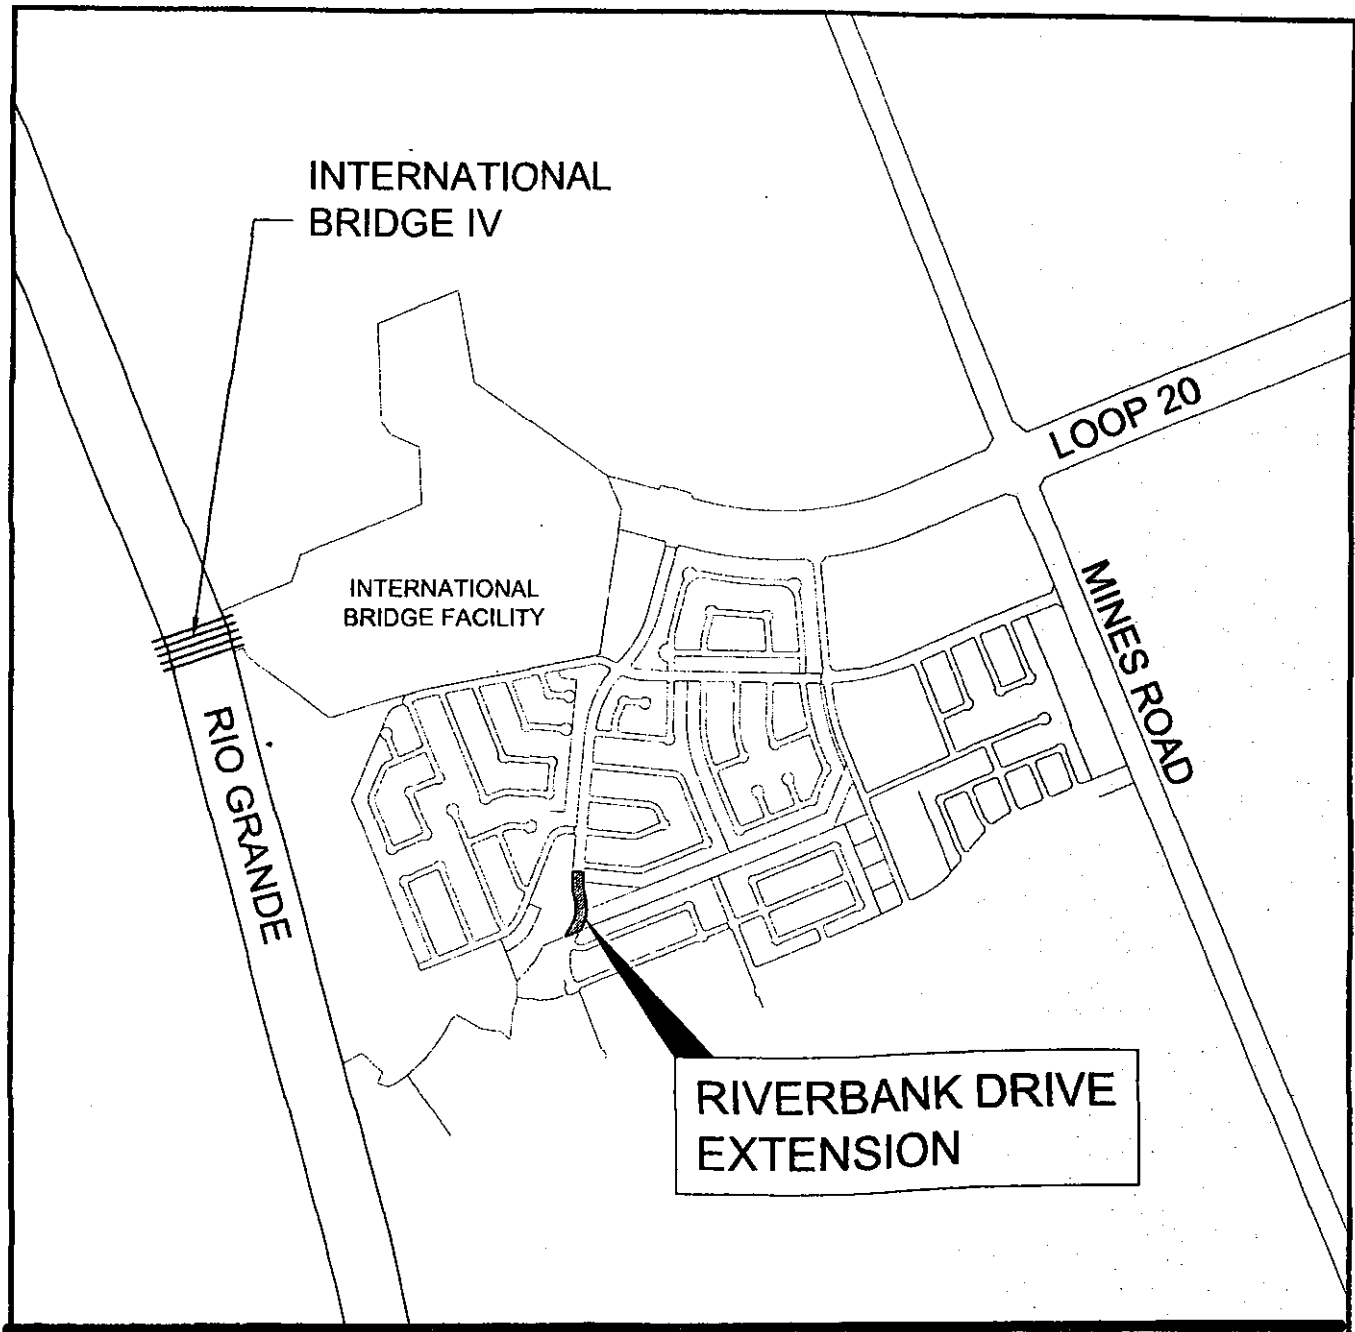 INTERNATIONAL
BRIDGE IV
LOOP 20
INTERNATIONAL
BRIDGE FACILITY
MINES ROAD
RIO GRANDE
RIVERBANK DRIVE
EXTENSION